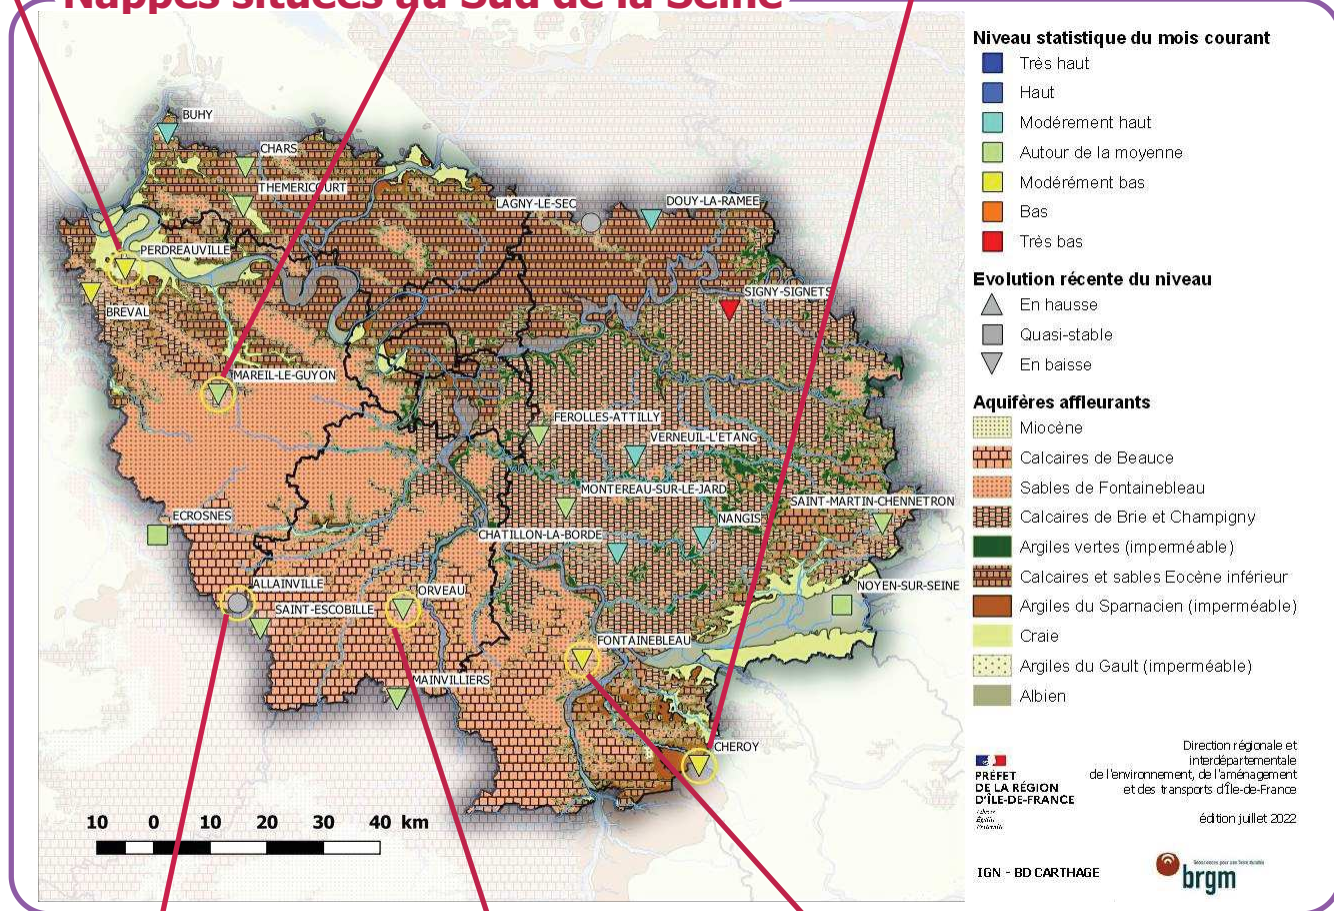 Nappes situées au Sud de la Seine
BUHY
CHARS
THEMERICOURT
LAGNY-LE-SEC
DOUY-LA-RAMEE
PERDREAUVILLE
BREVAL
SIGNY-SIGNETS
MAREIL-LE-GUYON
FEROLLES-ATTILLY
VERNEUIL-L'ETANG
MONTEREAU-SUR-LE-JARD
SAINT-MARTIN-CHENNETRON
ECROSNES
NANGIS
CHATILLON-LA-BORDE
ALLAINVILLE
ORVEAU
NOYEN-SUR-SEINE
SAINT-ESCOBILLE
FONTAINEBLEAU
MAINVILLIERS
CHEROY
10 0 10 20 30 40 km
Niveau statistique du mois courant
Très haut
Haut
Modérement haut
Autour de la moyenne
Modérément bas
Bas
Très bas
Evolution récente du niveau
En hausse
Quasi-stable
En baisse
Aquifères affleurants
Miocène
Calcaires de Beauce
Sables de Fontainebleau
Calcaires de Brie et Champigny
Argiles vertes (imperméable)
Calcaires et sables Eocène inférieur
Argiles du Sparnacien (imperméable)
Craie
Argiles du Gault (imperméable)
Albien
PRÉFET
DE LA RÉGION
D'ÎLE-DE-FRANCE
Direction régionale et
interdépartementale
de l'environnement, de l'aménagement
et des transports d'Île-de-France
édition juillet 2022
IGN - BD CARTHAGE
brgm